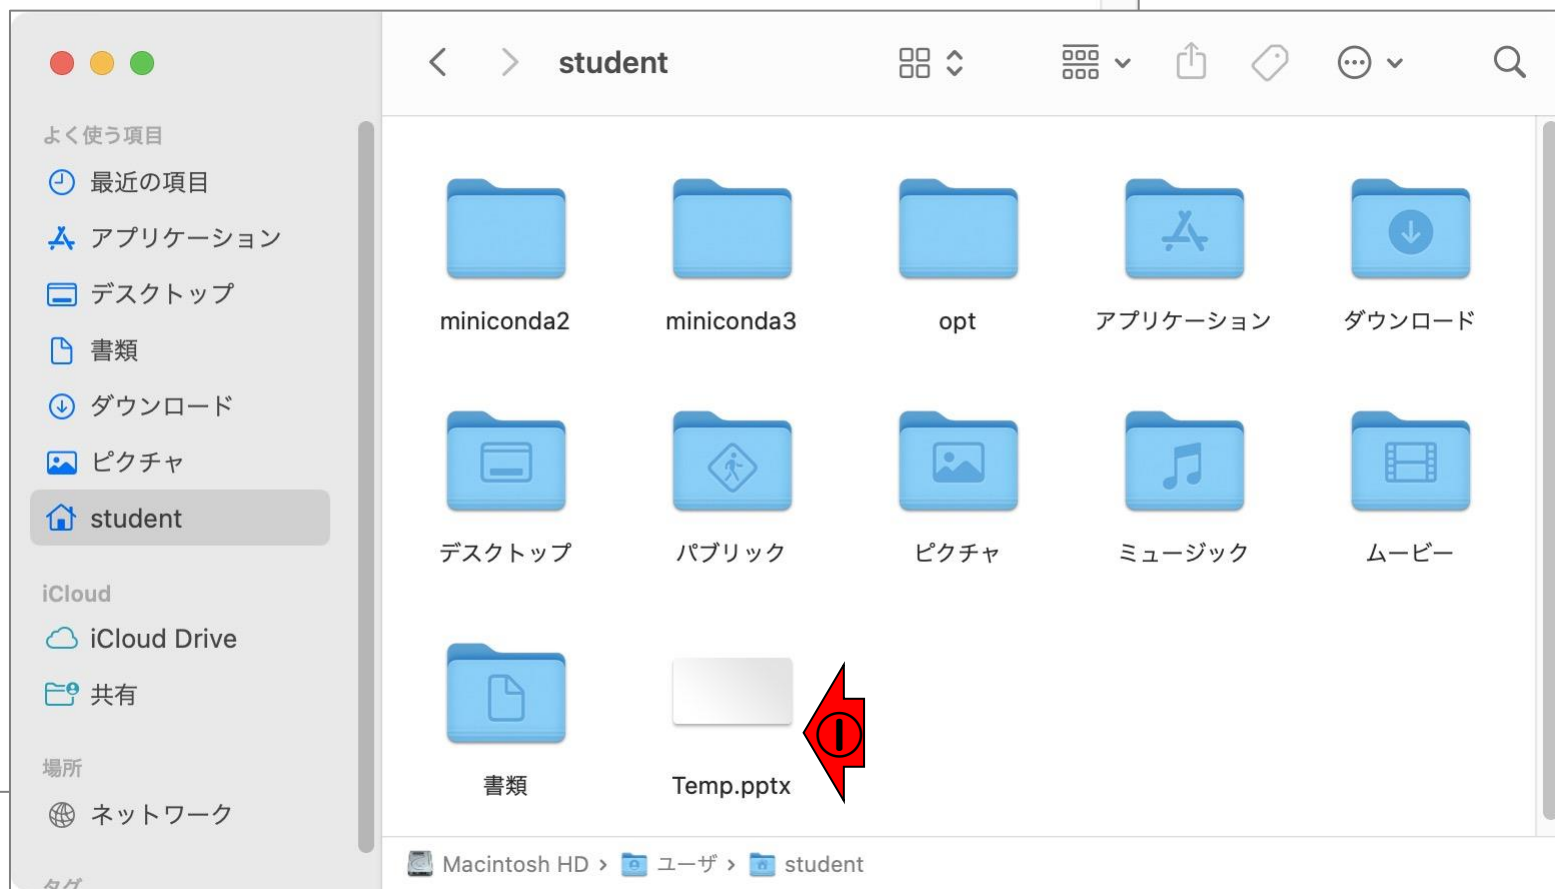 student
よく使う項目
最近の項目
アプリケーション
デスクトップ
書類
ダウンロード
ピクチャ
student
iCloud
iCloud Drive
共有
場所
ネットワーク
タグ
miniconda2
miniconda3
opt
アプリケーション
ダウンロード
デスクトップ
パブリック
ピクチャ
ミュージック
ムービー
書類
Temp.pptx
①
Macintosh HD › ユーザ › student